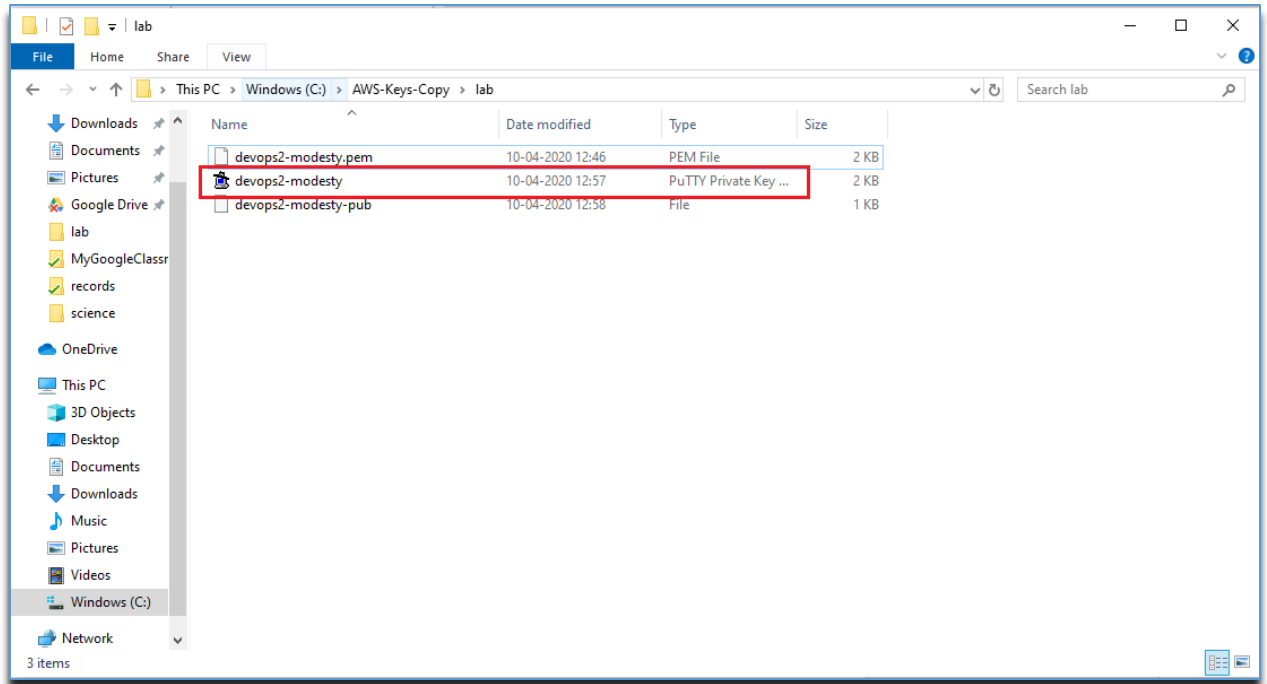 lab
File Home Share View
This PC > Windows (C:) > AWS-Keys-Copy > lab
Search lab
Name Date modified Type Size
devops2-modesty.pem 10-04-2020 12:46 PEM File 2 KB
devops2-modesty 10-04-2020 12:57 PuTTY Private Key ... 2 KB
devops2-modesty-pub 10-04-2020 12:58 File 1 KB
Downloads
Documents
Pictures
Google Drive
lab
MyGoogleClassr
records
science
OneDrive
This PC
3D Objects
Desktop
Documents
Downloads
Music
Pictures
Videos
Windows (C:)
Network
3 items